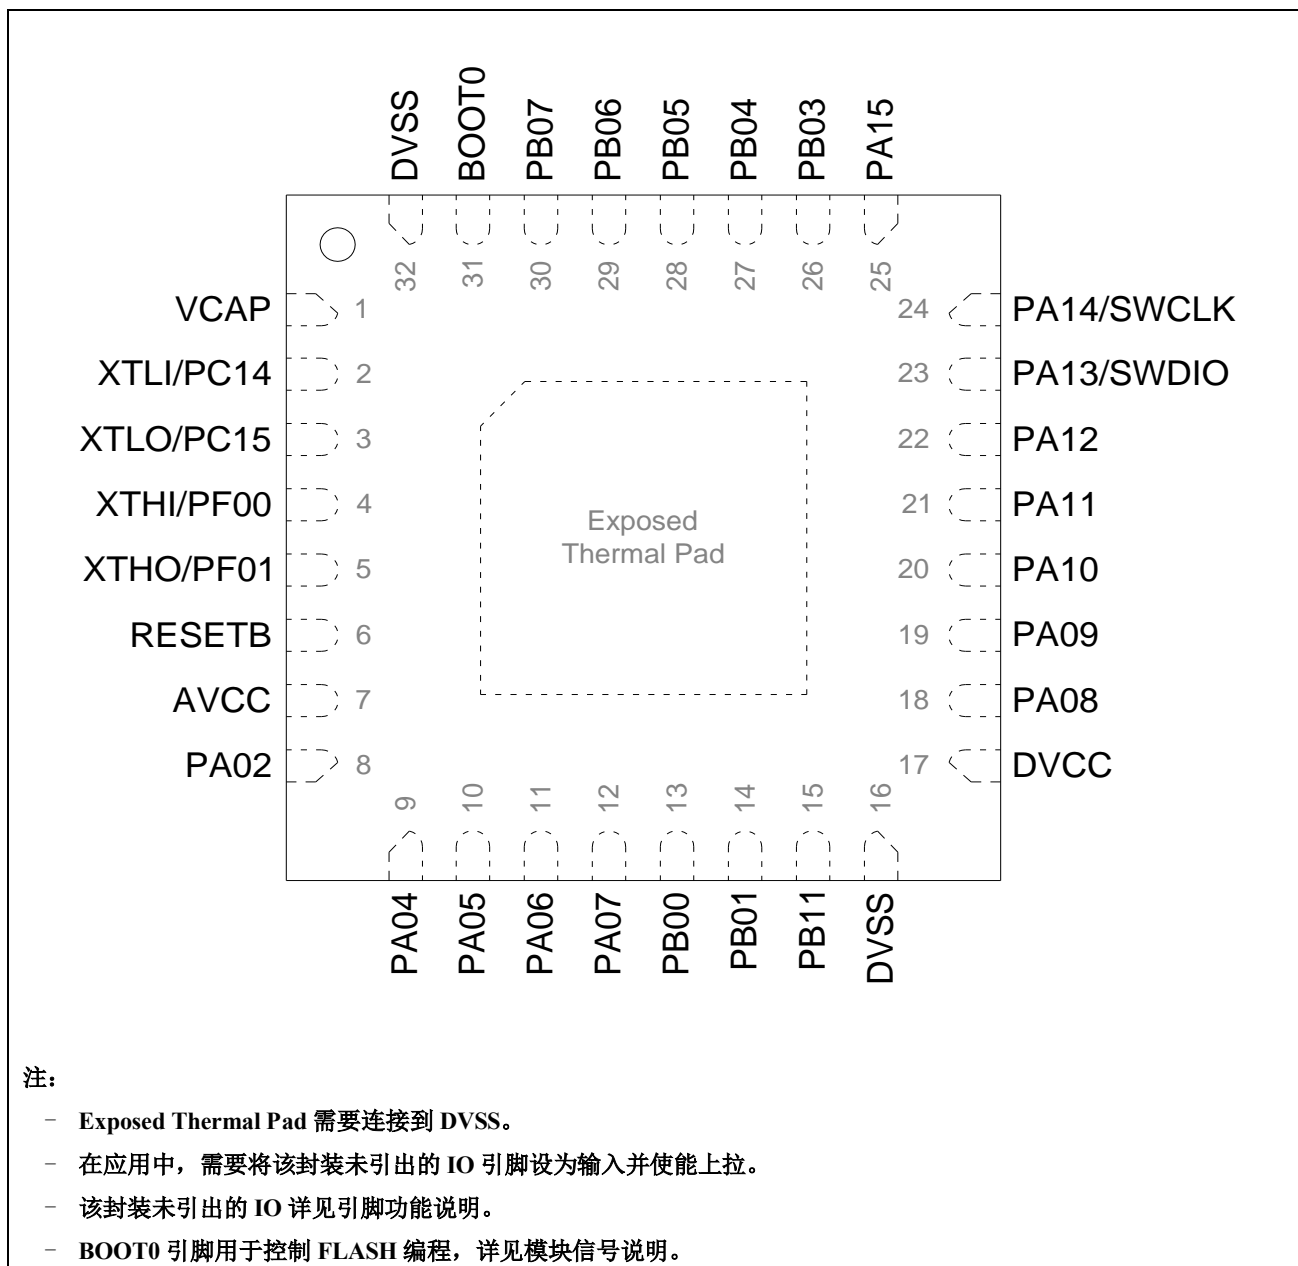 DVSS
BOOT0
PB07
PB06
PB05
PB04
PB03
PA15
32
31
30
29
28
27
26
25
VCAP 1
XTLI/PC14 2
XTLO/PC15 3
XTHI/PF00 4
XTHO/PF01 5
RESETB 6
AVCC 7
PA02 8
Exposed
Thermal Pad
24 PA14/SWCLK
23 PA13/SWDIO
22 PA12
21 PA11
20 PA10
19 PA09
18 PA08
17 DVCC
9
10
11
12
13
14
15
16
PA04
PA05
PA06
PA07
PB00
PB01
PB11
DVSS
注：
- Exposed Thermal Pad 需要连接到 DVSS。
- 在应用中，需要将该封装未引出的 IO 引脚设为输入并使能上拉。
- 该封装未引出的 IO 详见引脚功能说明。
- BOOT0 引脚用于控制 FLASH 编程，详见模块信号说明。